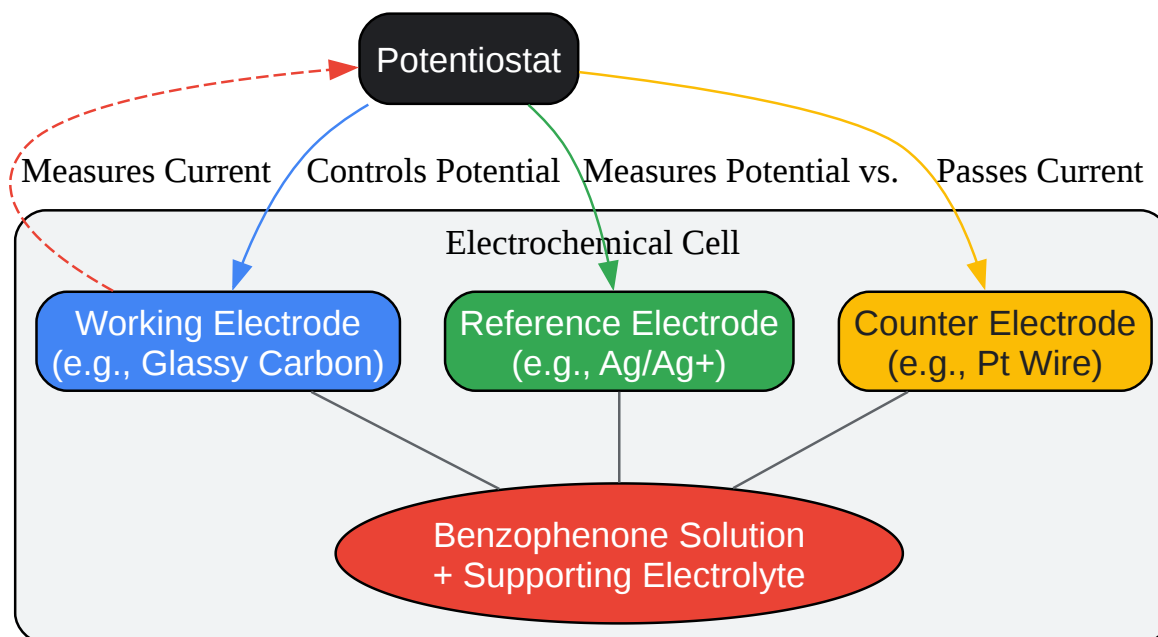 Potentiostat
Measures Current
Controls Potential
Measures Potential vs.
Passes Current
Electrochemical Cell
Working Electrode
(e.g., Glassy Carbon)
Reference Electrode
(e.g., Ag/Ag+)
Counter Electrode
(e.g., Pt Wire)
Benzophenone Solution
+ Supporting Electrolyte